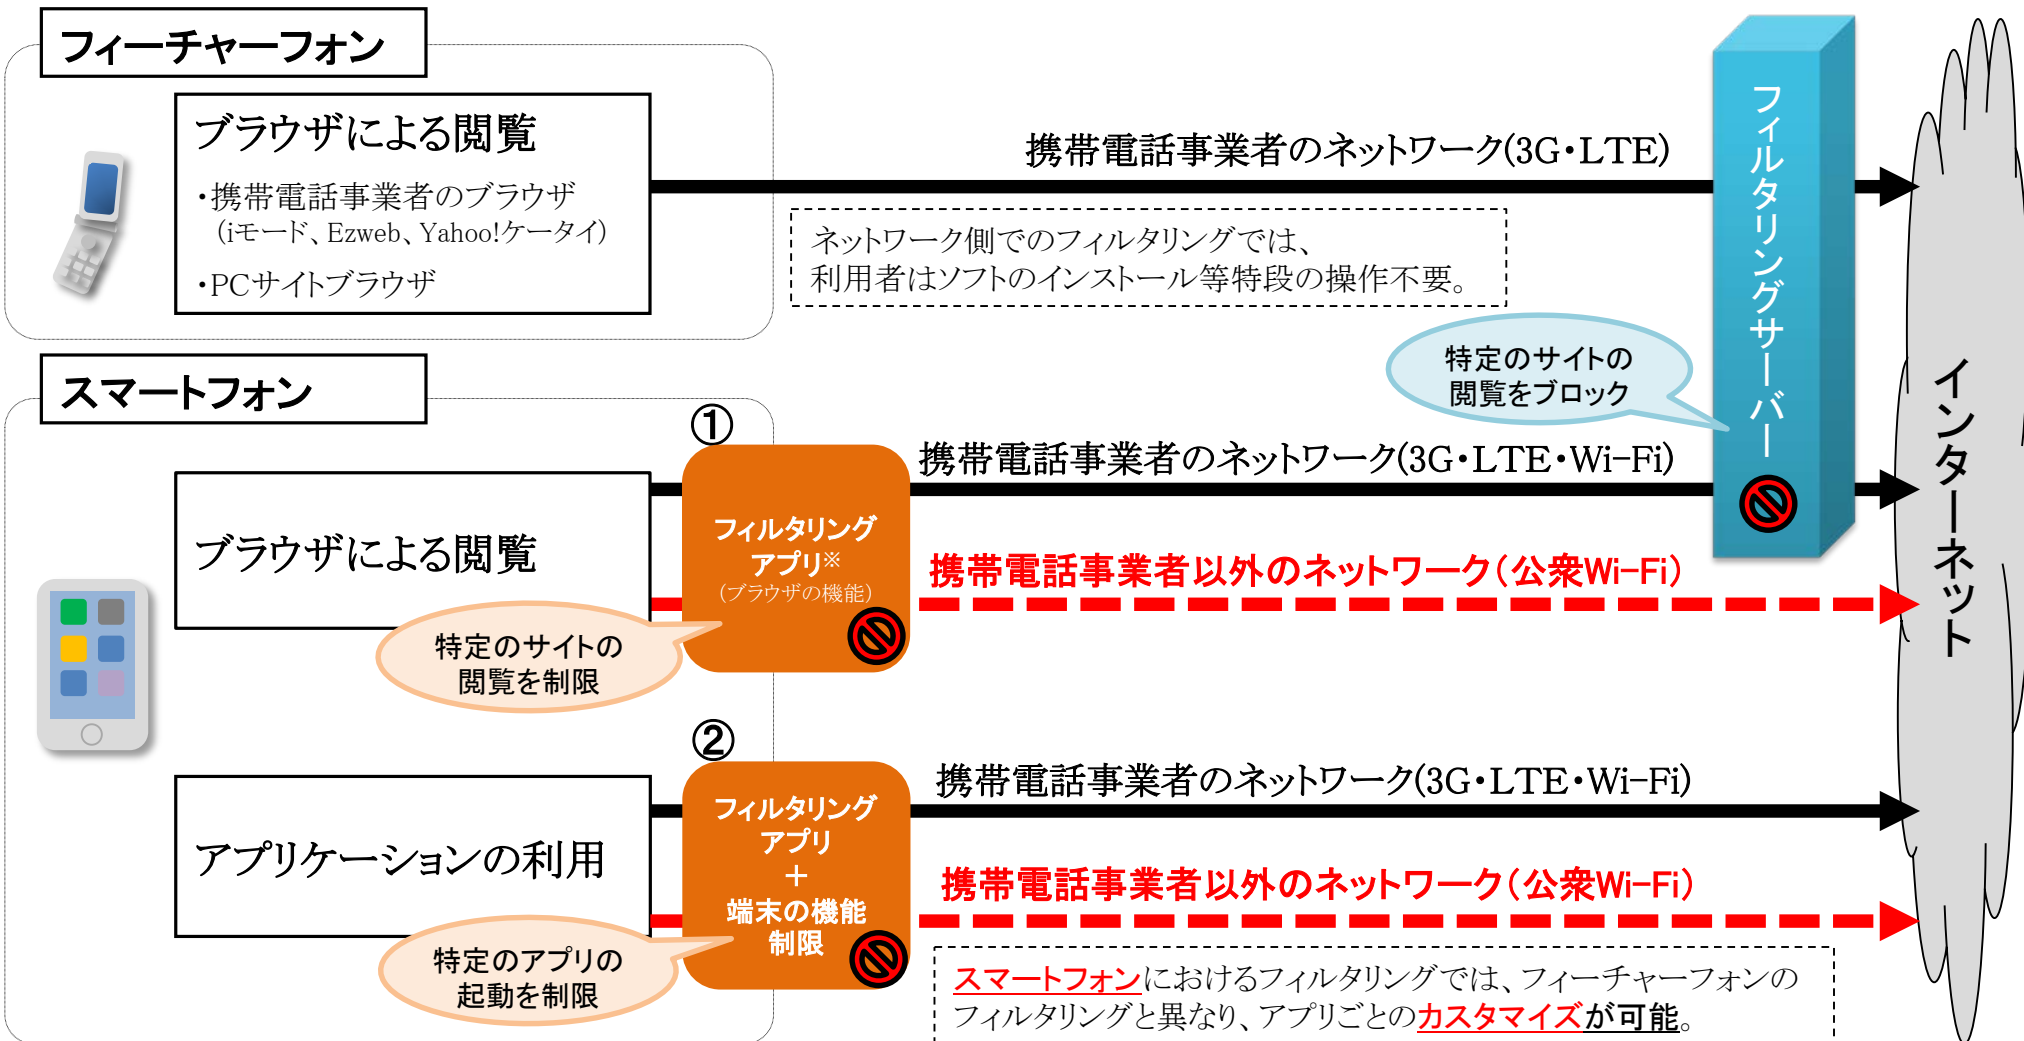 フィーチャーフォン
ブラウザによる閲覧
・携帯電話事業者のブラウザ
(iモード、Ezweb、Yahoo!ケータイ)
・PCサイトブラウザ
携帯電話事業者のネットワーク(3G・LTE)
ネットワーク側でのフィルタリングでは、
利用者はソフトのインストール等特段の操作不要。
フィルタリングサーバー
特定のサイトの
閲覧をブロック
インターネット
スマートフォン
①
ブラウザによる閲覧
フィルタリング
アプリ※
(ブラウザの機能)
特定のサイトの
閲覧を制限
携帯電話事業者のネットワーク(3G・LTE・Wi-Fi)
携帯電話事業者以外のネットワーク(公衆Wi-Fi)
②
アプリケーションの利用
フィルタリング
アプリ
＋
端末の機能
制限
特定のアプリの
起動を制限
携帯電話事業者のネットワーク(3G・LTE・Wi-Fi)
携帯電話事業者以外のネットワーク(公衆Wi-Fi)
スマートフォンにおけるフィルタリングでは、フィーチャーフォンの
フィルタリングと異なり、アプリごとのカスタマイズが可能。